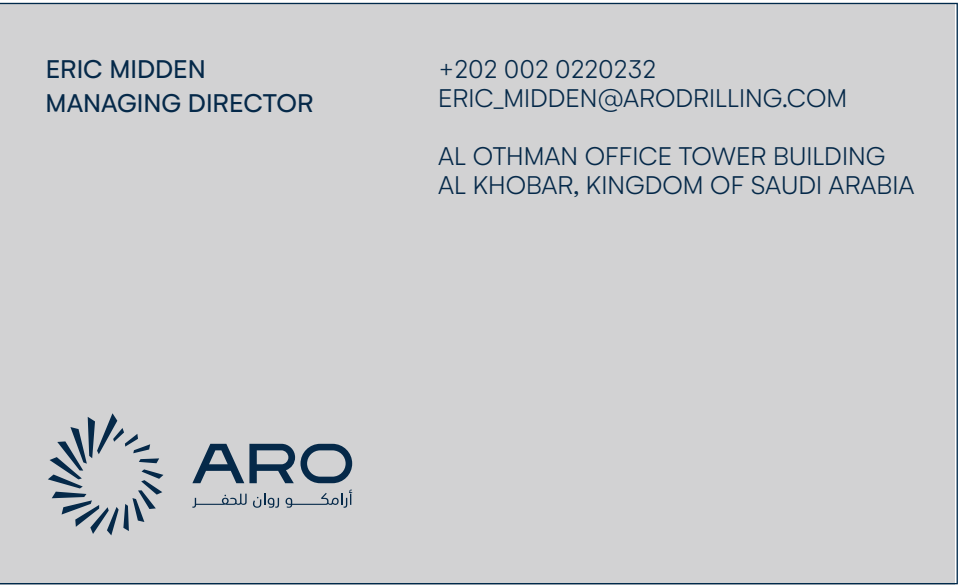 ERIC MIDDEN
MANAGING DIRECTOR
+202 002 0220232
ERIC_MIDDEN@ARODRILLING.COM
AL OTHMAN OFFICE TOWER BUILDING
AL KHOBAR, KINGDOM OF SAUDI ARABIA
ARO
أرامكـــو روان للحفـــر